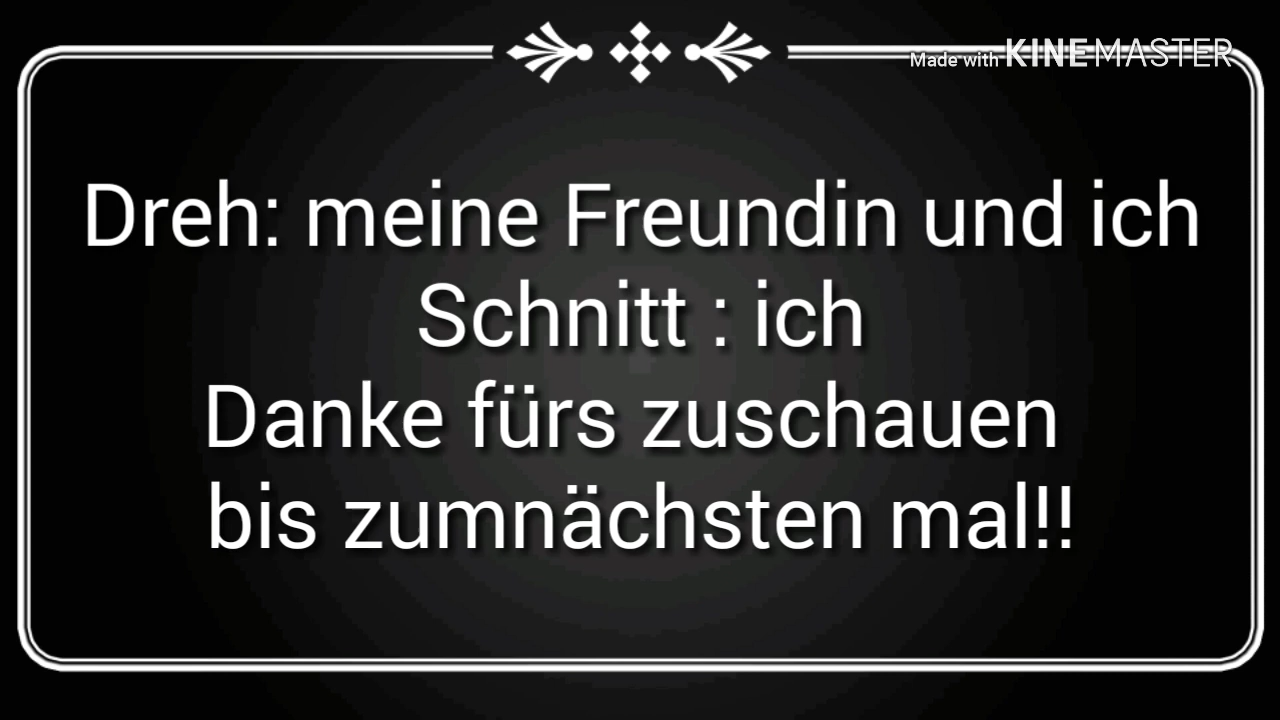 Made with KINEMASTER
Dreh: meine Freundin und ich
Schnitt : ich
Danke fürs zuschauen
bis zumnächsten mal!!